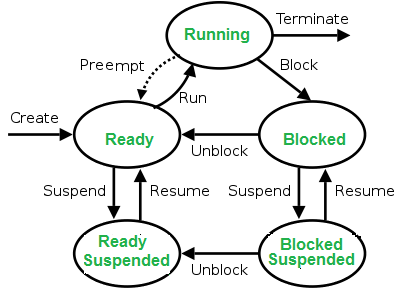 Terminate
Running
Preempt
Block
Run
Create
Ready
Blocked
Unblock
Suspend
Resume
Suspend
Resume
Ready
Suspended
Blocked
Suspended
Unblock